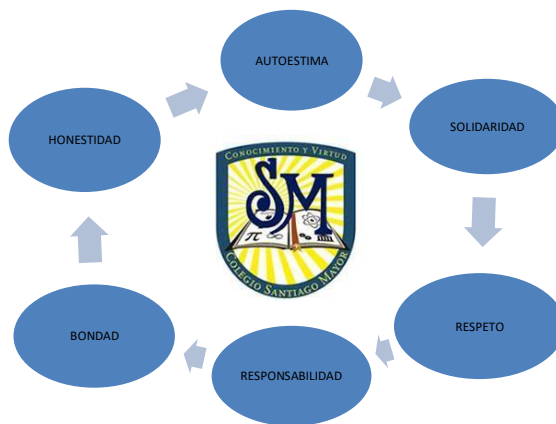 AUTOESTIMA
SOLIDARIDAD
RESPETO
RESPONSABILIDAD
BONDAD
HONESTIDAD
CONOCIMIENTO Y VIRTUD
SM
π ∞
COLEGIO SANTIAGO MAYOR